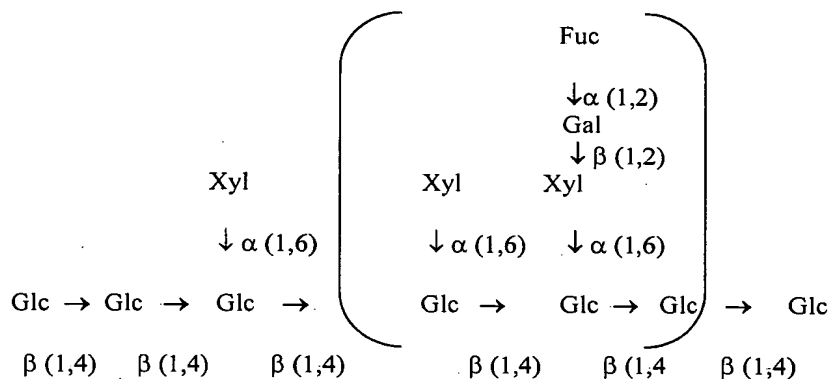 Fuc
↓ α (1,2)
Gal
↓ β (1,2)
Xyl Xyl Xyl
↓ α (1,6) ↓ α (1,6) ↓ α (1,6)
Glc → Glc → Glc → Glc → Glc → Glc → Glc
β (1,4) β (1,4) β (1,4) β (1,4) β (1,4 β (1,4)